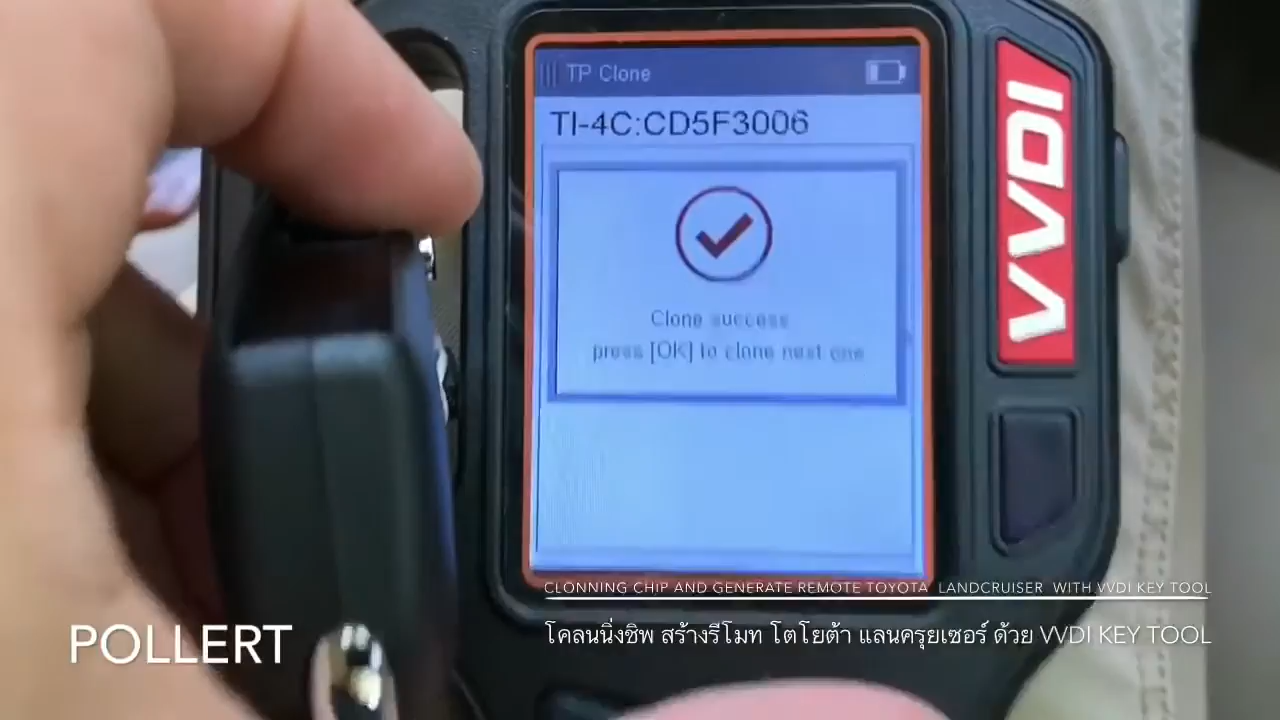 TP Clone
TI-4C:CD5F3006
Clone success
press [OK] to clone next one
VVDI
CLONNING CHIP AND GENERATE REMOTE TOYOTA LANDCRUISER WITH VVDI KEY TOOL
POLLERT
โคลนนิ่งชิพ สร้างรีโมท โตโยต้า แลนครุยเซอร์ ด้วย VVDI KEY TOOL